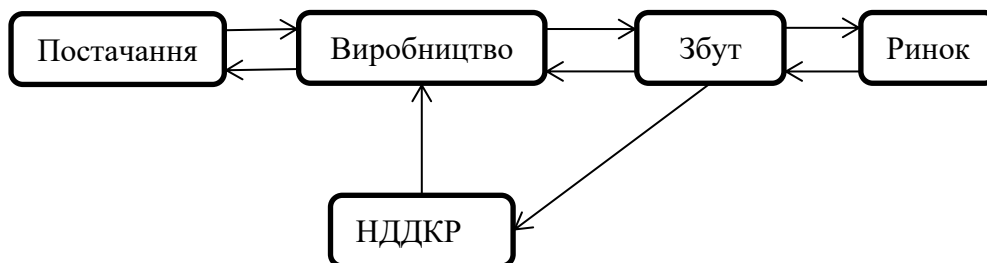 Постачання
Виробництво
Збут
Ринок
НДДКР